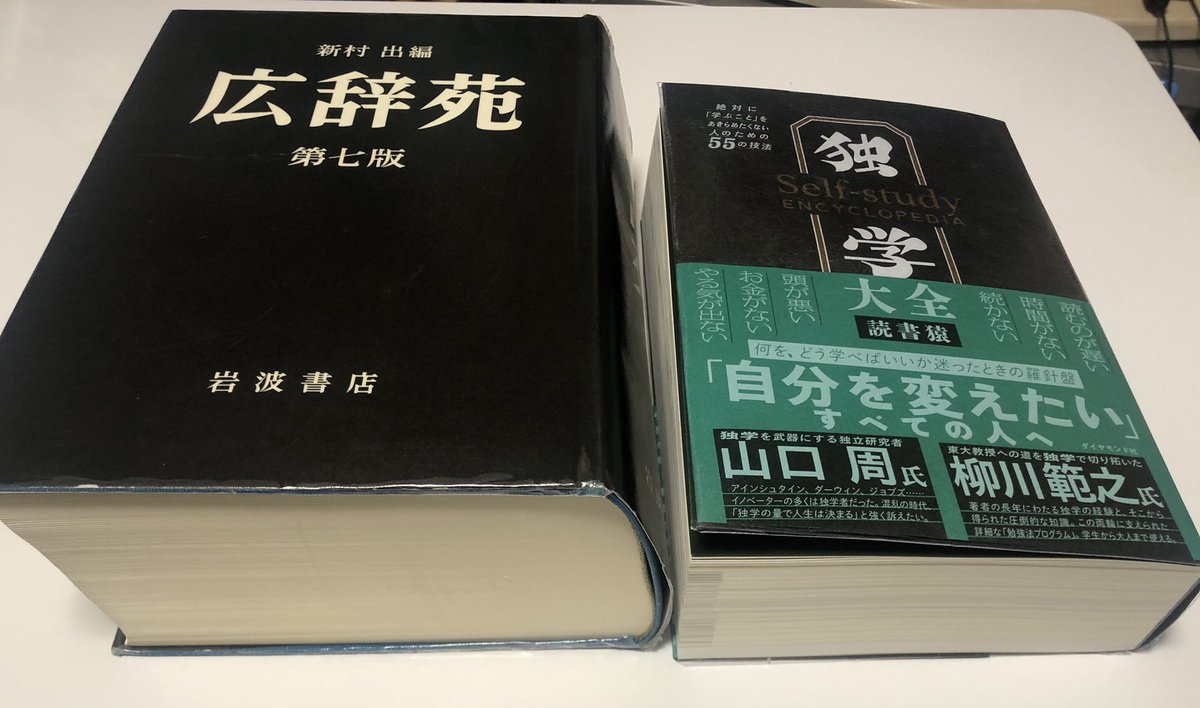 新村 出編
広辞苑
第七版
岩波書店
絶対に
「学ぶこと」を
あきらめたくない
人のための
55の技法
独
Self-study
ENCYCLOPEDIA
学
大全
読書猿
読むのが遅い
時間がない
続かない
頭が悪い
お金がない
やる気が出ない
何を、どう学べばいいか迷ったときの羅針盤
「自分を変えたい」
すべての人へ
ダイヤモンド社
独学を武器にする独立研究者
山口 周氏
アインシュタイン、ダーウィン、ジョブズ……
イノベーターの多くは独学者だった。混乱の時代、
「独学の量で人生は決まる」と強く訴えたい。
東大教授への道を独学で切り拓いた
柳川範之氏
著者の長年にわたる独学の経験と、そこから
得られた圧倒的な知識。この両輪に支えられた
詳細な「勉強法プログラム」。学生から大人まで使える。